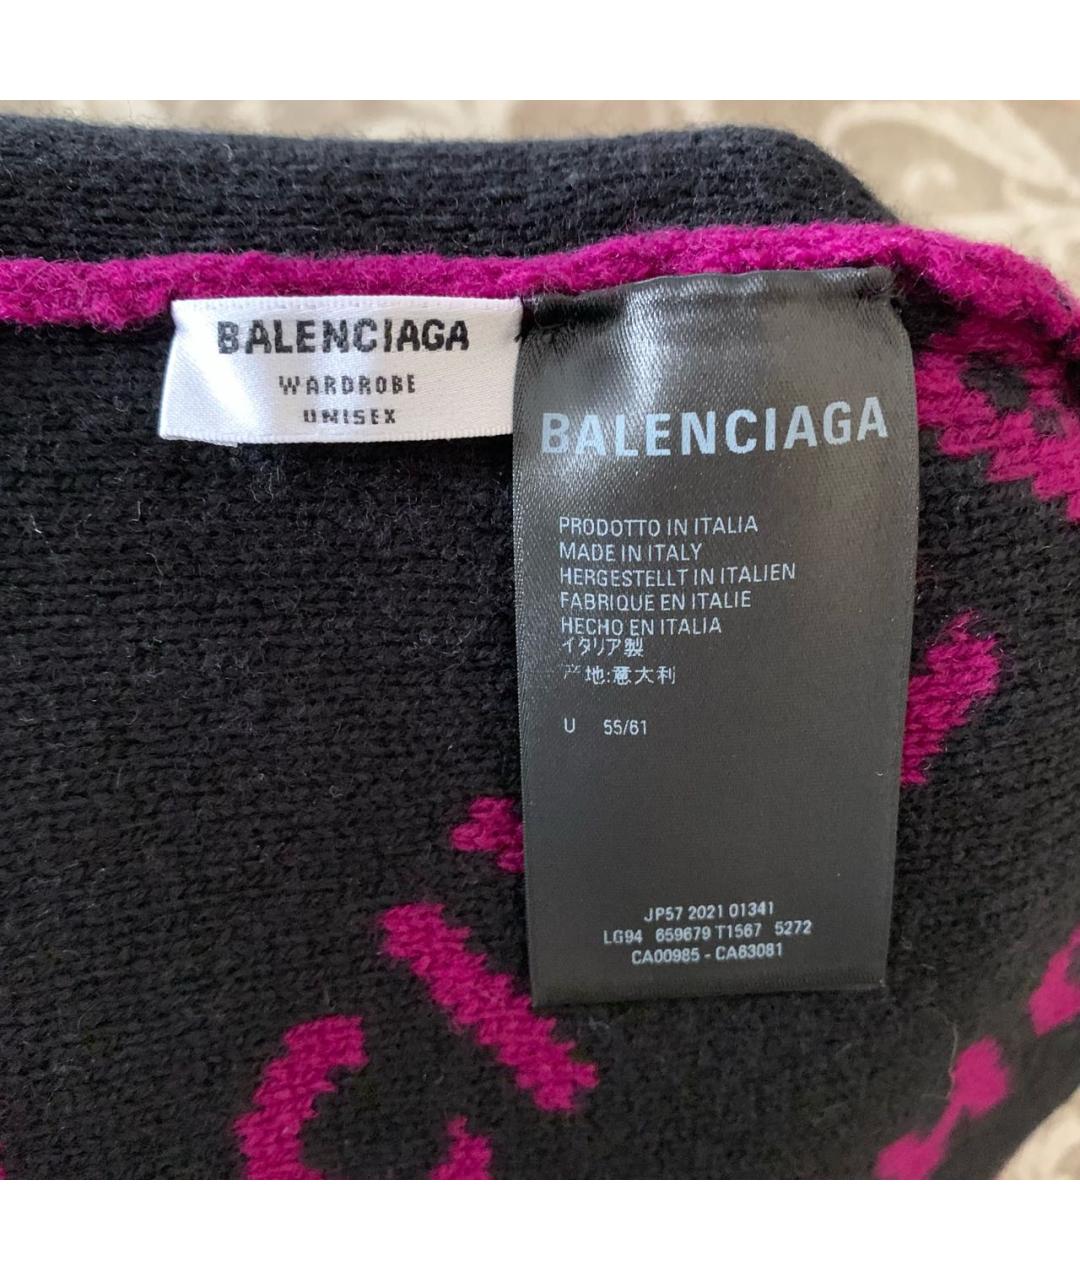 BALENCIAGA
WARDROBE
UNISEX
BALENCIAGA
PRODOTTO IN ITALIA
MADE IN ITALY
HERGESTELLT IN ITALIEN
FABRIQUE EN ITALIE
HECHO EN ITALIA
イタリア製
产地:意大利
U 55/61
JP57 2021 01341
LG94 659679 T1567 5272
CA00985 - CA63081